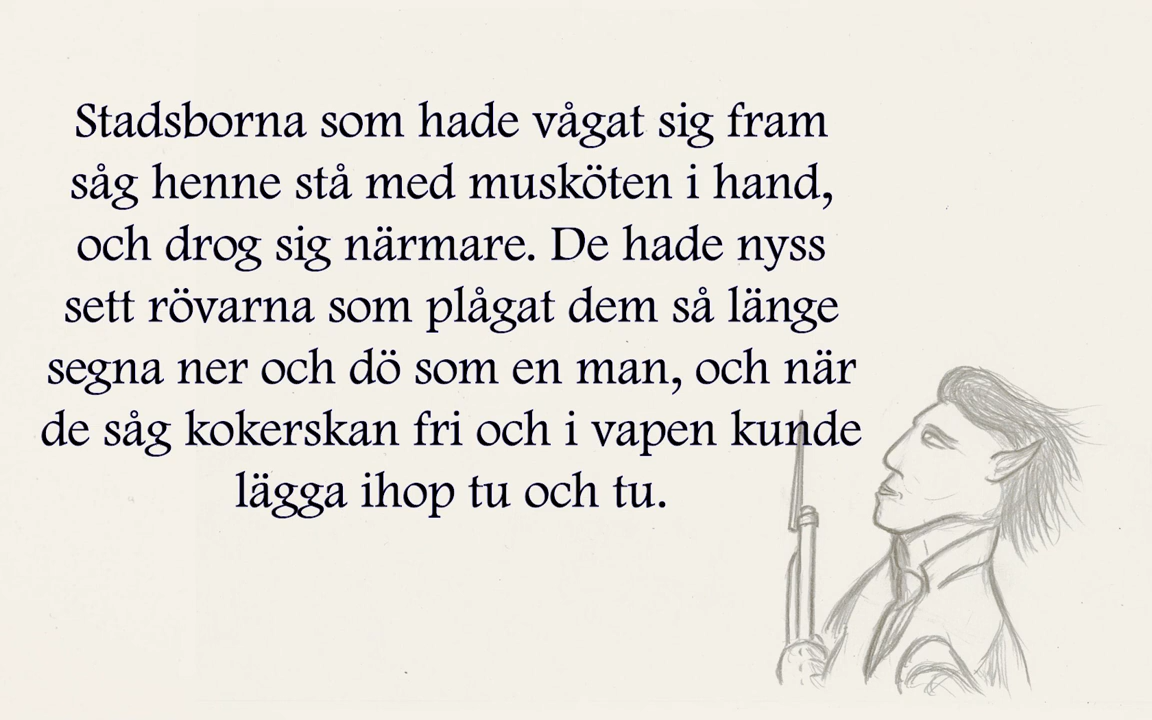 Stadsborna som hade vågat sig fram
såg henne stå med musköten i hand,
och drog sig närmare. De hade nyss
sett rövarna som plågat dem så länge
segna ner och dö som en man, och när
de såg kokerskan fri och i vapen kunde
lägga ihop tu och tu.